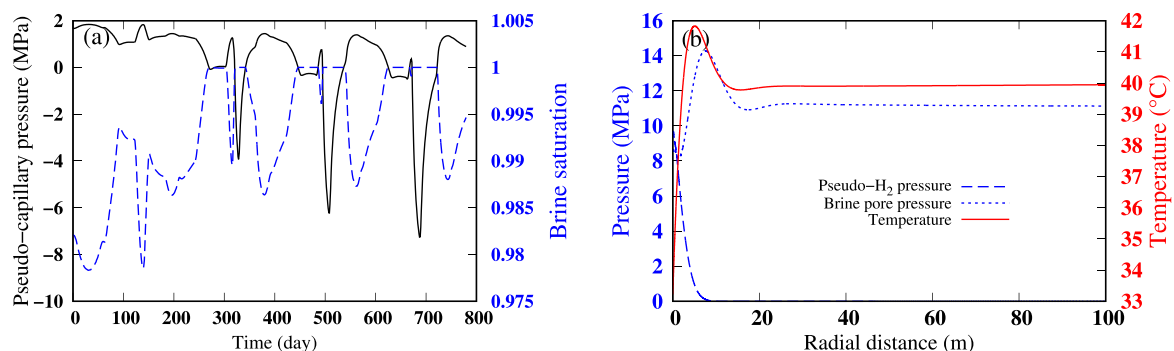 (a)
Pseudo−capillary pressure (MPa)
2
0
−2
−4
−6
−8
−10
0 100 200 300 400 500 600 700 800
Time (day)
1.005
1
0.995
0.99
0.985
0.98
0.975
Brine saturation
(b)
Pressure (MPa)
16
14
12
10
8
6
4
2
0
Pseudo−H₂ pressure
Brine pore pressure
Temperature
0 20 40 60 80 100
Radial distance (m)
42
41
40
39
38
37
36
35
34
33
Temperature (°C)